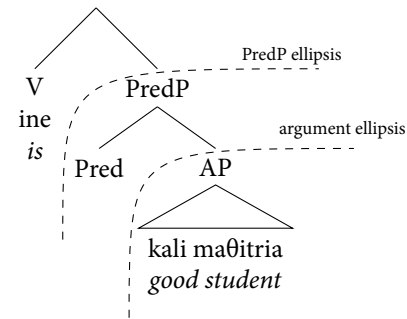 PredP ellipsis
V
PredP
ine
is
argument ellipsis
Pred
AP
kali maθitria
good student